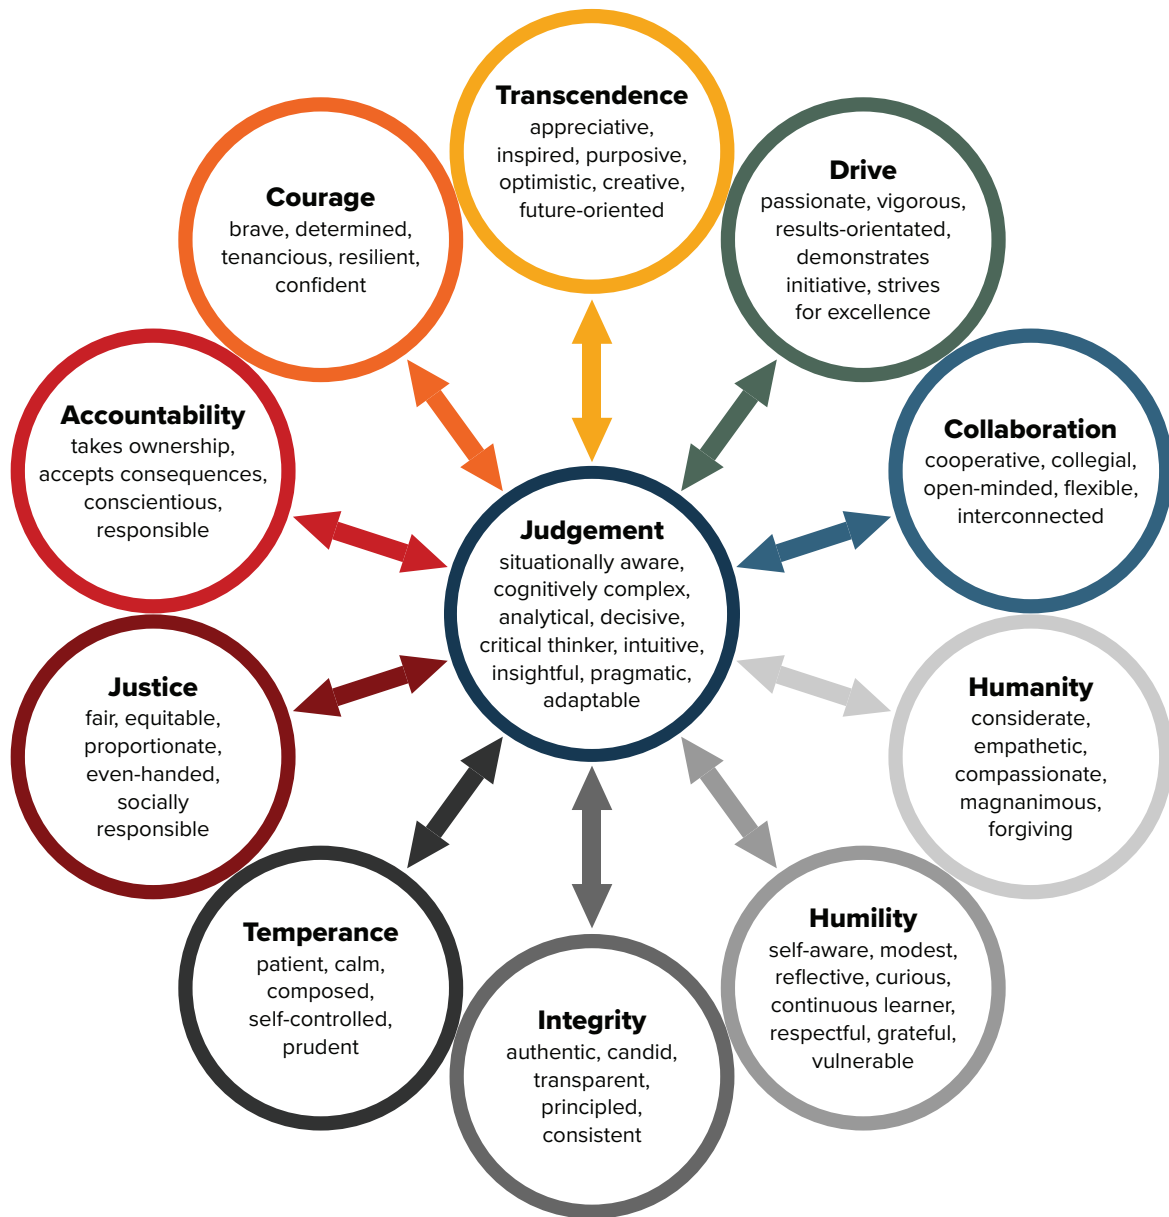 Transcendence
appreciative,
inspired, purposive,
optimistic, creative,
future-oriented
Drive
passionate, vigorous,
results-orientated,
demonstrates
initiative, strives
for excellence
Collaboration
cooperative, collegial,
open-minded, flexible,
interconnected
Humanity
considerate,
empathetic,
compassionate,
magnanimous,
forgiving
Humility
self-aware, modest,
reflective, curious,
continuous learner,
respectful, grateful,
vulnerable
Integrity
authentic, candid,
transparent,
principled,
consistent
Temperance
patient, calm,
composed,
self-controlled,
prudent
Justice
fair, equitable,
proportionate,
even-handed,
socially
responsible
Accountability
takes ownership,
accepts consequences,
conscientious,
responsible
Courage
brave, determined,
tenancious, resilient,
confident
Judgement
situationally aware,
cognitively complex,
analytical, decisive,
critical thinker, intuitive,
insightful, pragmatic,
adaptable